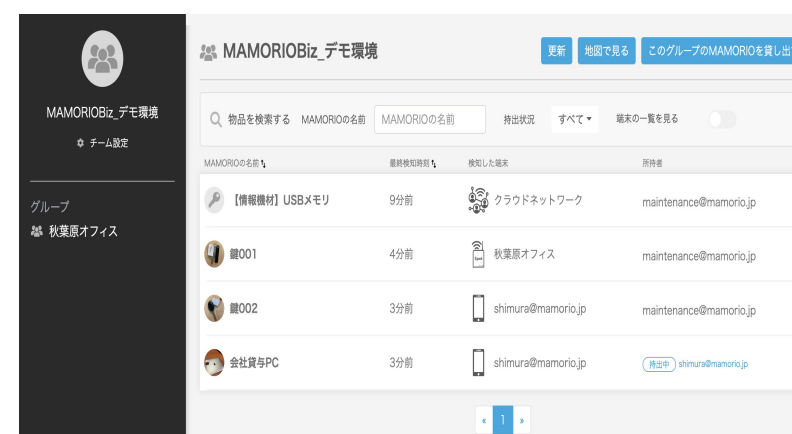 MAMORIOBiz_デモ環境
チーム設定
グループ
秋葉原オフィス
MAMORIOBiz_デモ環境
更新 地図で見る このグループのMAMORIOを貸し出す
物品を検索する MAMORIOの名前 MAMORIOの名前 持出状況 すべて 端末の一覧を見る
MAMORIOの名前 最終検知時刻 検知した端末 所持者
【情報機材】USBメモリ 9分前 クラウドネットワーク maintenance@mamorio.jp
鍵001 4分前 秋葉原オフィス maintenance@mamorio.jp
鍵002 3分前 shimura@mamorio.jp maintenance@mamorio.jp
会社貸与PC 3分前 shimura@mamorio.jp 持出中 shimura@mamorio.jp
« 1 »